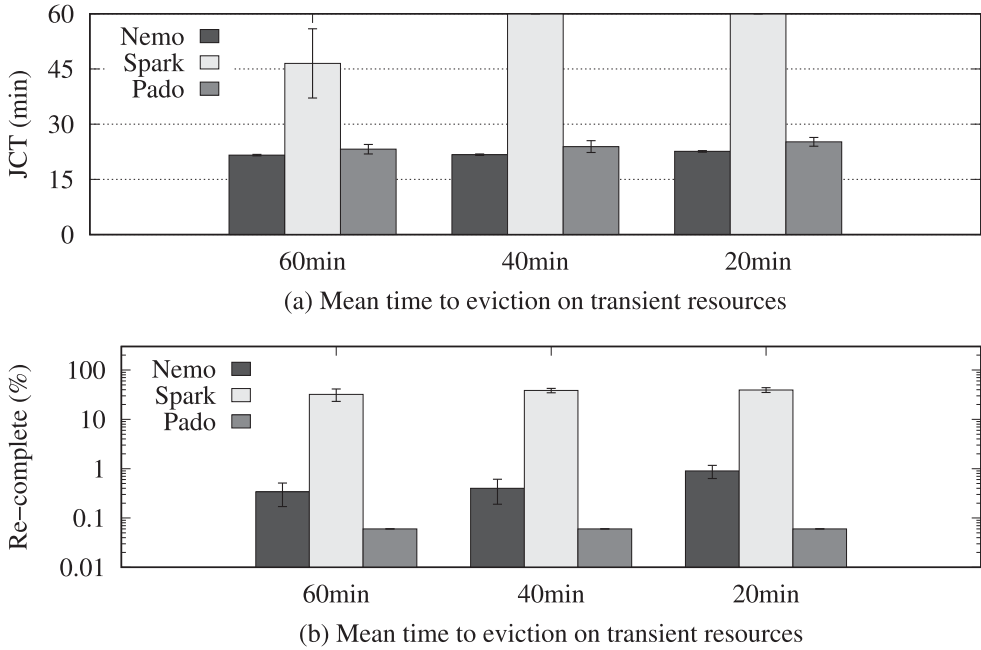 60
45
30
15
0
JCT (min)
Nemo
Spark
Pado
60min
40min
20min
(a) Mean time to eviction on transient resources
100
10
1
0.1
0.01
Re−complete (%)
Nemo
Spark
Pado
60min
40min
20min
(b) Mean time to eviction on transient resources